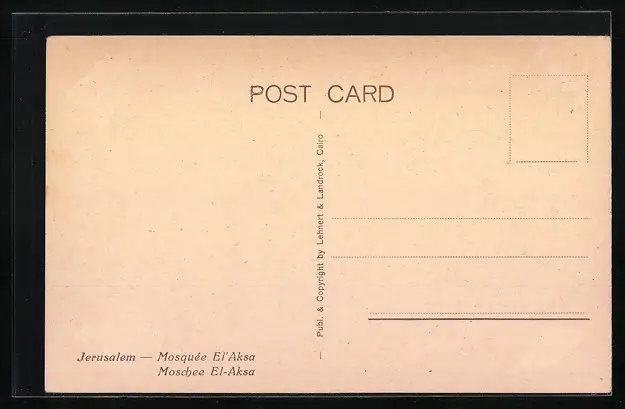 POST CARD
Publ. & Copyright by Lehnert & Landrock, Cairo
Jerusalem — Mosquée El'Aksa
Moschee El-Aksa